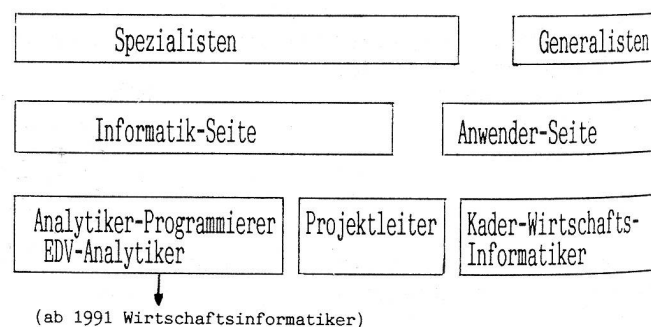 Spezialisten Generalisten
Informatik-Seite Anwender-Seite
Analytiker-Programmierer Projektleiter Kader-Wirtschafts-
EDV-Analytiker Informatiker
(ab 1991 Wirtschaftsinformatiker)